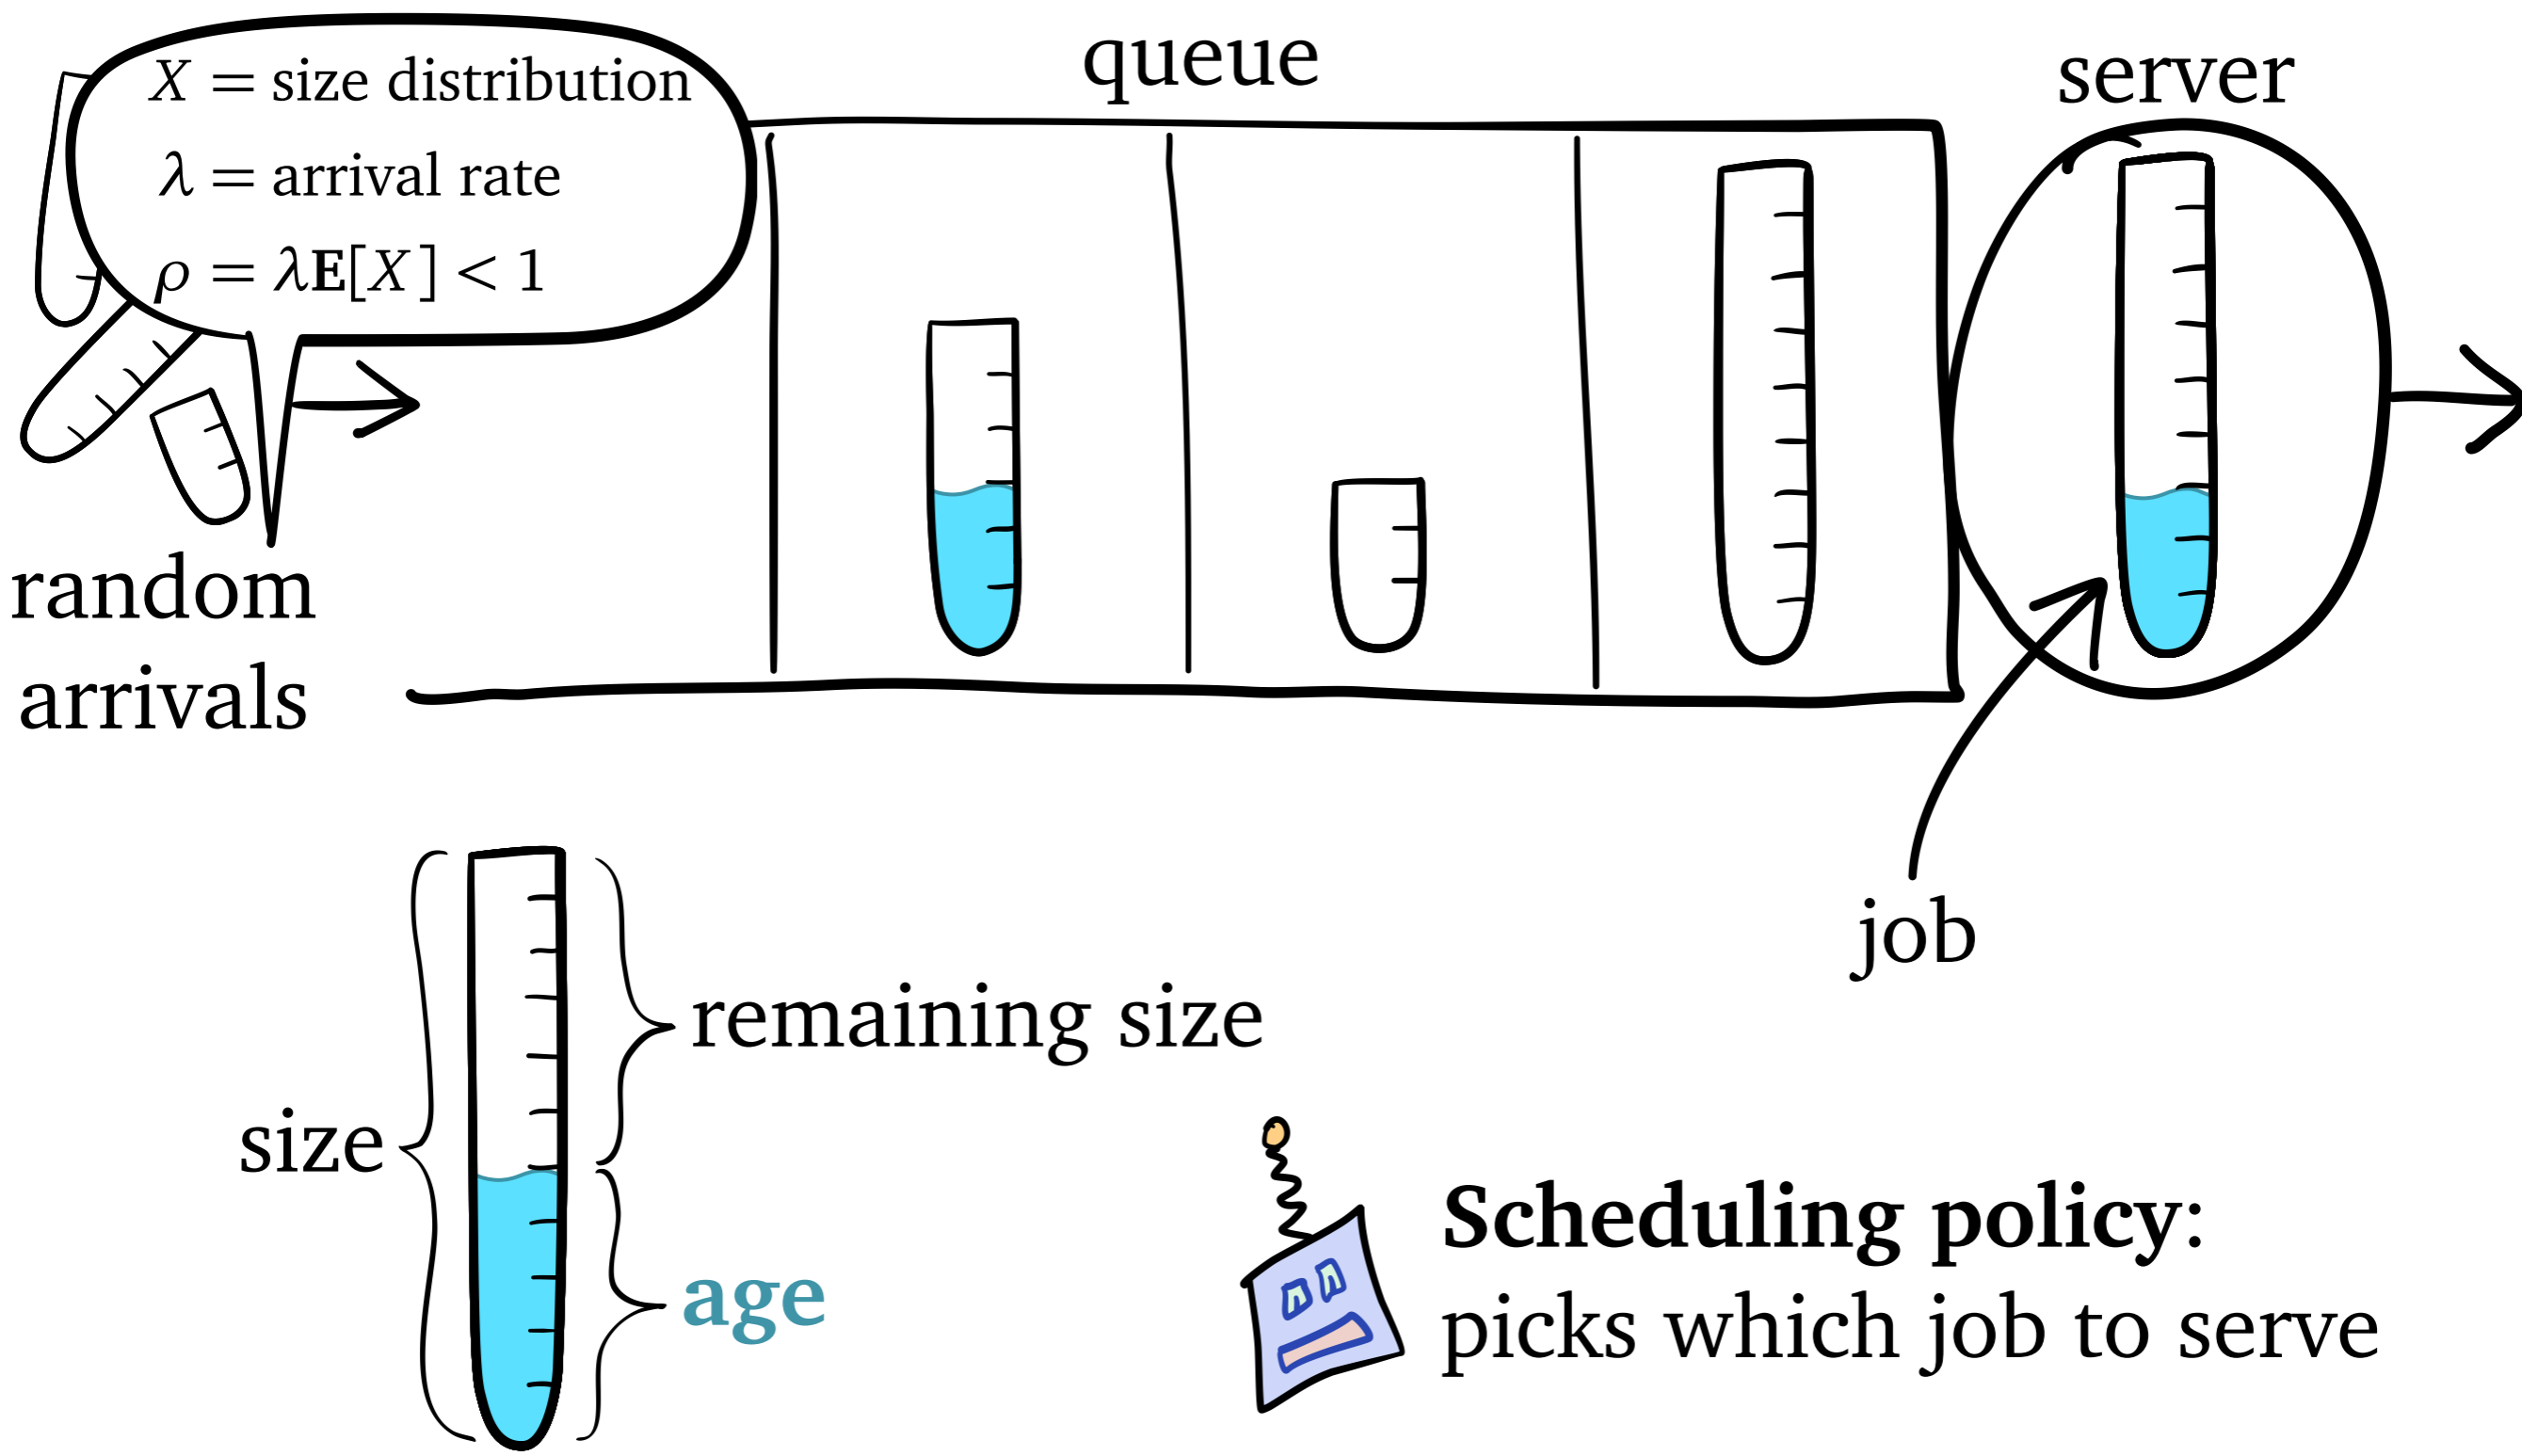 X = size distribution
λ = arrival rate
ρ = λE[X] < 1
queue
server
random
arrivals
job
remaining size
size
age
Scheduling policy:
picks which job to serve